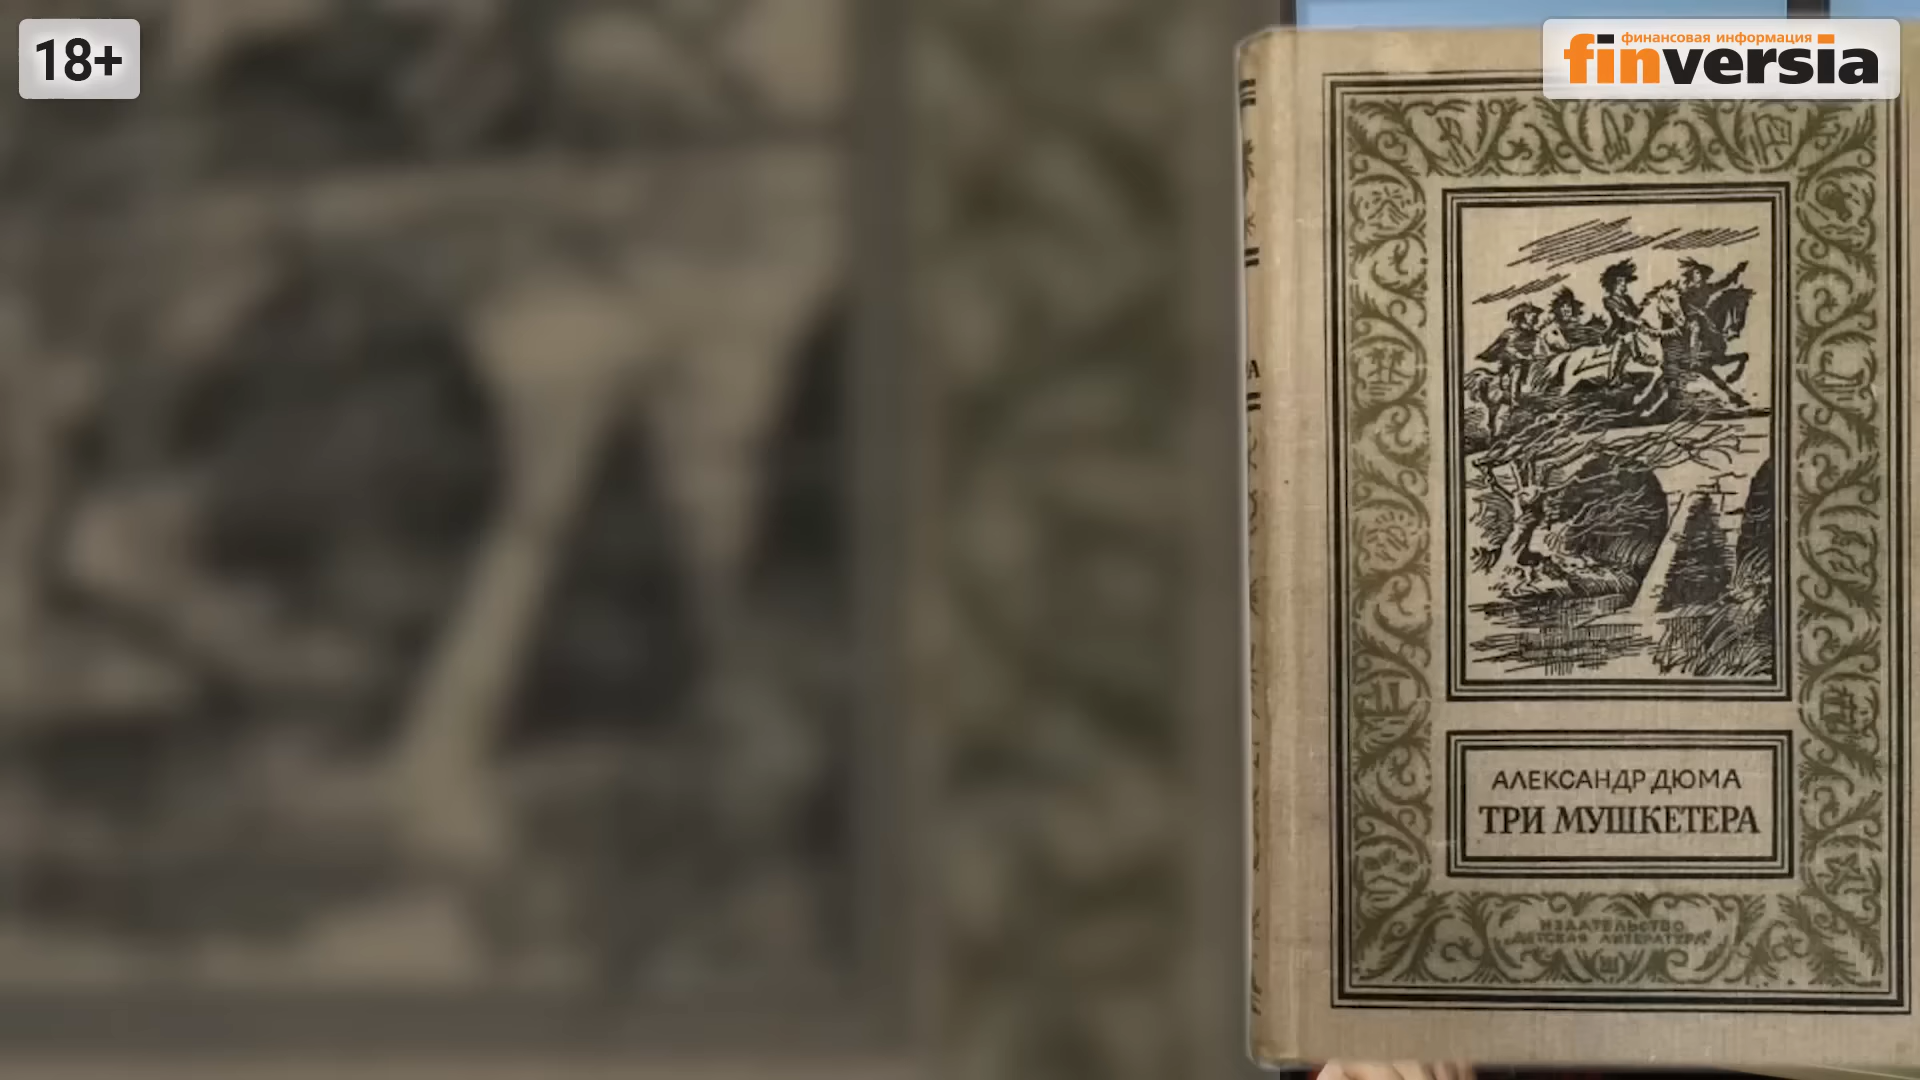 18+
финансовая информация
finversia
А
АЛЕКСАНДР ДЮМА
ТРИ МУШКЕТЕРА
ИЗДАТЕЛЬСТВО
"ДЕТСКАЯ ЛИТЕРАТУРА"